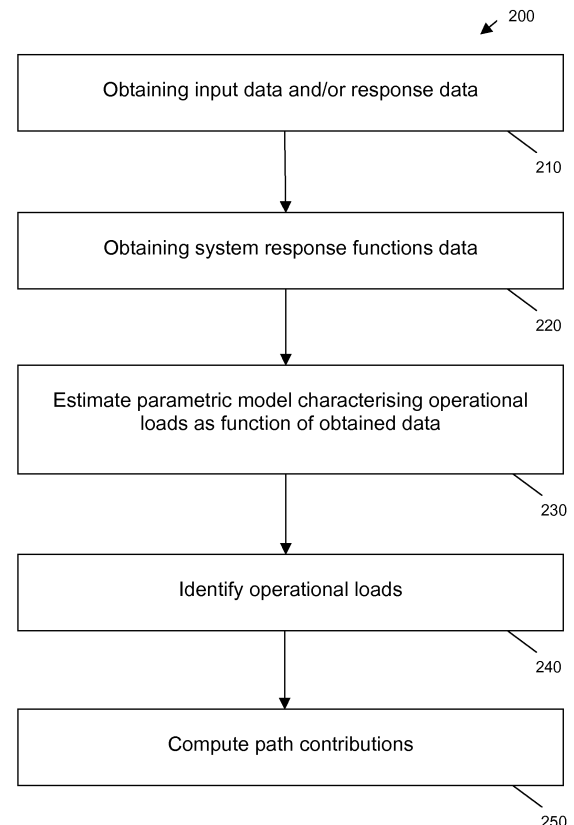 200
Obtaining input data and/or response data
210
Obtaining system response functions data
220
Estimate parametric model characterising operational
loads as function of obtained data
230
Identify operational loads
240
Compute path contributions
250